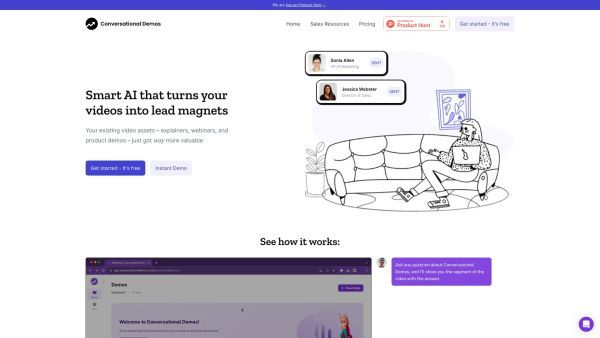 We are live on Product Hunt
Conversational Demos
Home
Sales Resources
Pricing
Product Hunt
Get started - it's free
Sonia Allen
VP of Marketing
SENT
Jessica Webster
Director of Sales
SENT
Smart AI that turns your
videos into lead magnets
Your existing video assets – explainers, webinars, and
product demos – just got way more valuable.
Get started - it's free
Instant Demo
See how it works:
Demos
Welcome to Conversational Demos!
Ask any question about Conversational
Demos, and I'll show you the segment of
the video with the answer.